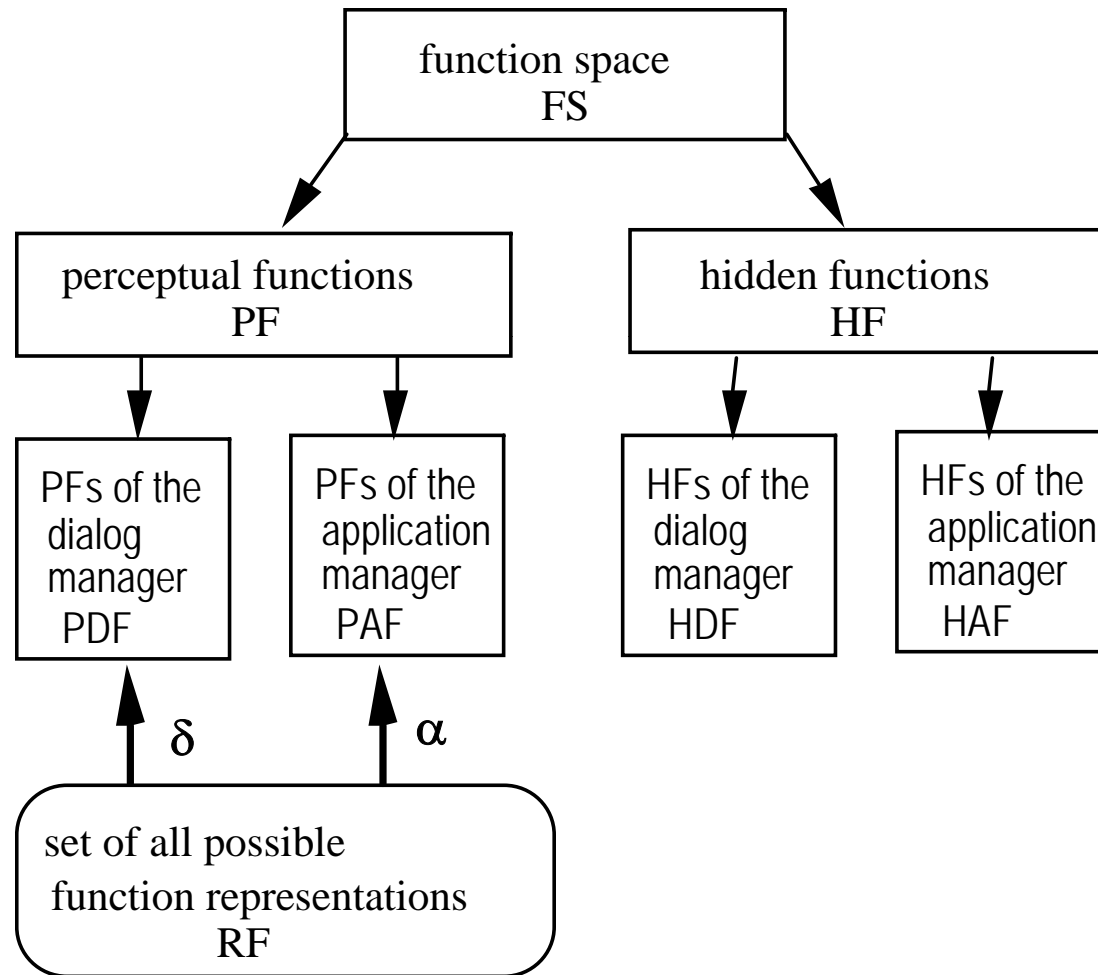 function space
FS
perceptual functions
PF
hidden functions
HF
PFs of the
dialog
manager
PDF
PFs of the
application
manager
PAF
HFs of the
dialog
manager
HDF
HFs of the
application
manager
HAF
δ
α
set of all possible
function representations
RF